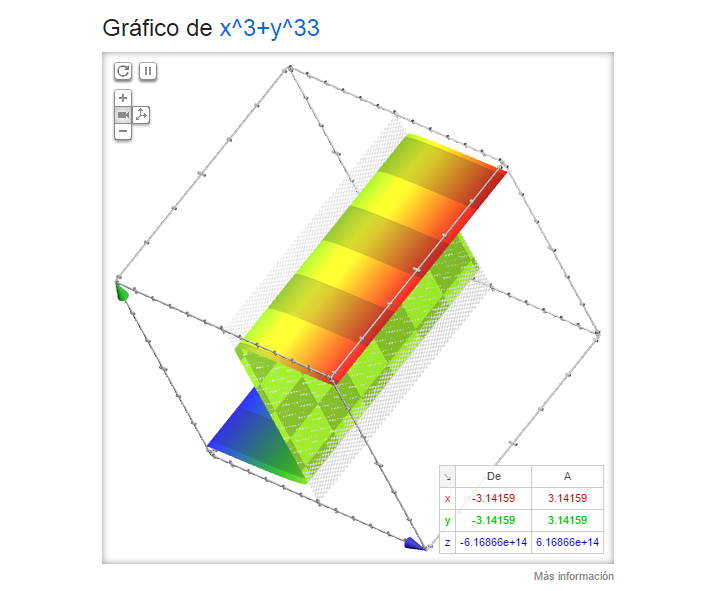 Gráfico de x^3+y^33
De A
x -3.14159 3.14159
y -3.14159 3.14159
z -6.16866e+14 6.16866e+14
Más información